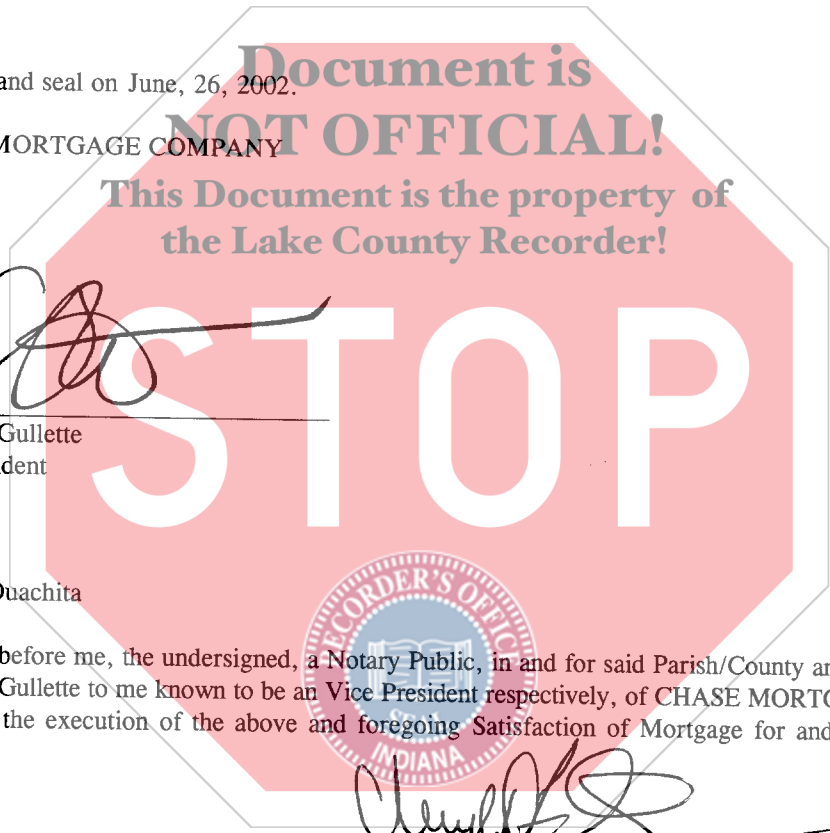 and seal on June, 26, 2002.
Document is
NOT OFFICIAL!
MORTGAGE COMPANY
This Document is the property of
the Lake County Recorder!
STOP
Gullette
dent
Ouachita
RECORDER'S OFFICE
before me, the undersigned, a Notary Public, in and for said Parish/County an
Gullette to me known to be an Vice President respectively, of CHASE MORTG
the execution of the above and foregoing Satisfaction of Mortgage for and
SEAL
INDIANA